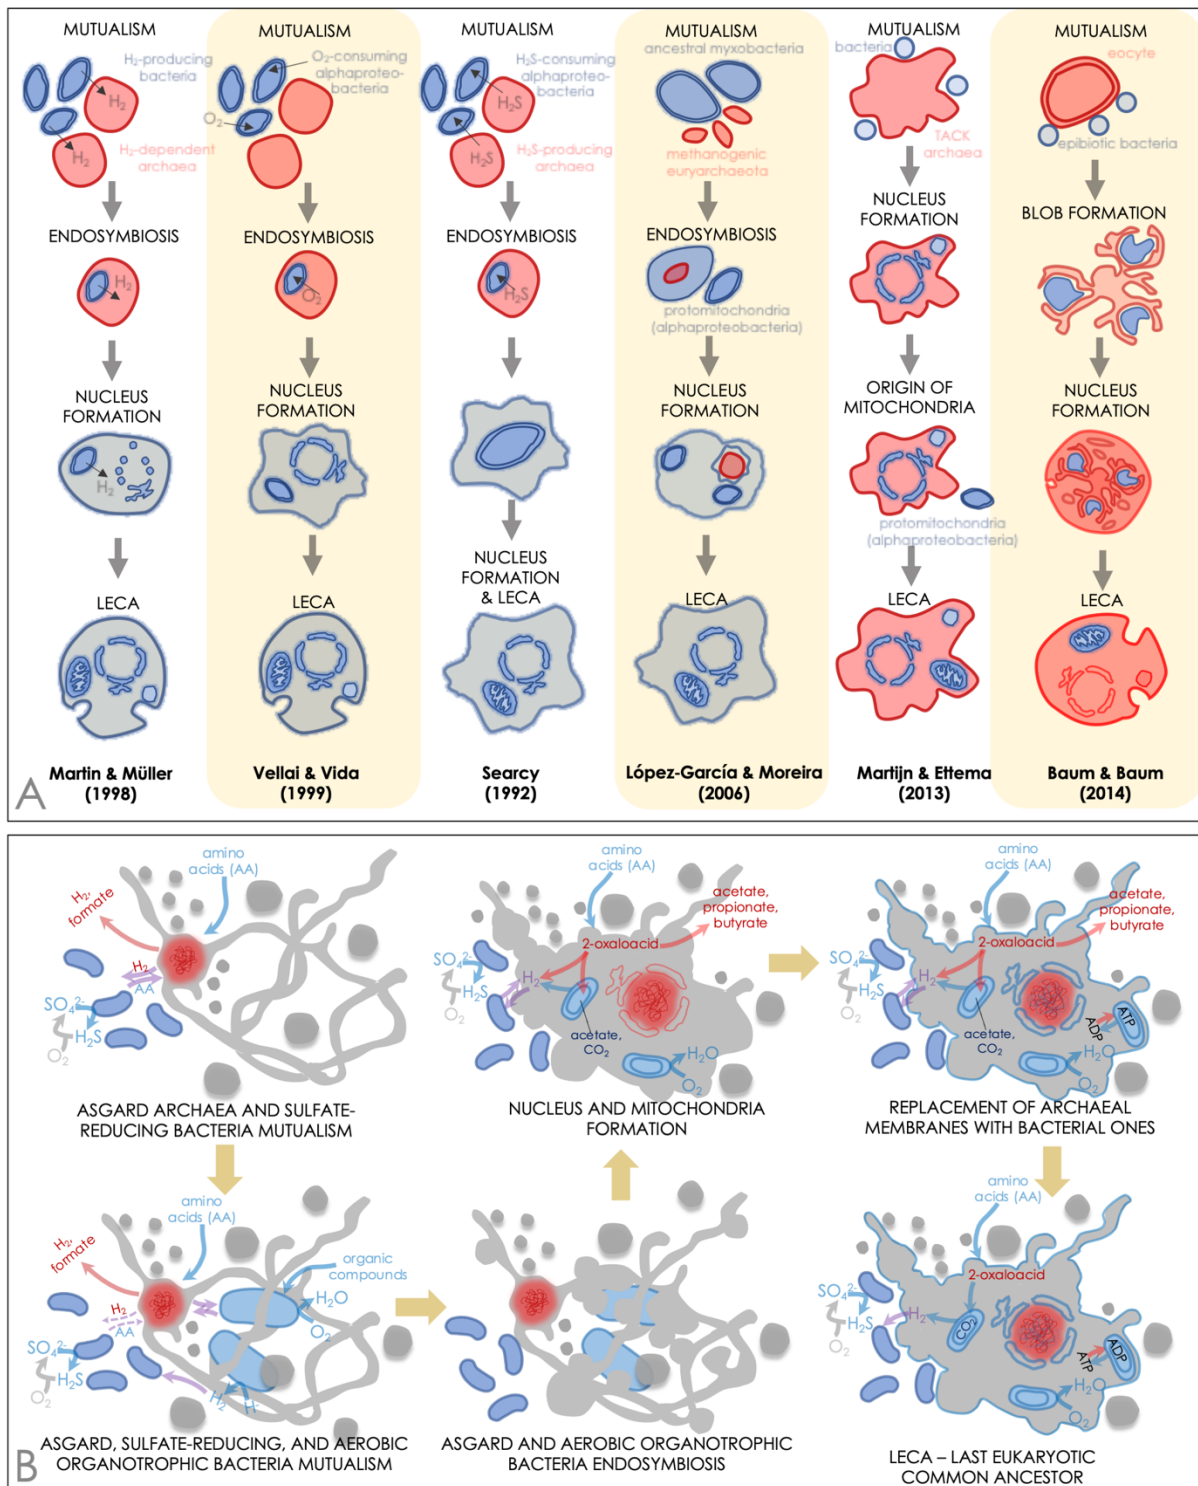 MUTUALISM
H₂-producing
bacteria
H₂
H₂
H₂-dependent
archaea
ENDOSYMBIOSIS
H₂
NUCLEUS
FORMATION
H₂
LECA
Martin & Müller
(1998)
MUTUALISM
O₂-consuming
alphaproteo-
bacteria
O₂
ENDOSYMBIOSIS
O₂
NUCLEUS
FORMATION
LECA
Vellai & Vida
(1999)
MUTUALISM
H₂S-consuming
alphaproteo-
bacteria
H₂S
H₂S
H₂S-producing
archaea
ENDOSYMBIOSIS
H₂S
NUCLEUS
FORMATION
& LECA
Searcy
(1992)
MUTUALISM
ancestral myxobacteria
methanogenic
euryarchaeota
ENDOSYMBIOSIS
protomitochondria
(alphaproteobacteria)
NUCLEUS
FORMATION
LECA
López-García & Moreira
(2006)
MUTUALISM
bacteria
TACK
archaea
NUCLEUS
FORMATION
ORIGIN OF
MITOCHONDRIA
protomitochondria
(alphaproteobacteria)
LECA
Martijn & Ettema
(2013)
MUTUALISM
eocyte
epibiotic bacteria
BLOB FORMATION
NUCLEUS
FORMATION
LECA
Baum & Baum
(2014)
A
amino
acids (AA)
H₂,
formate
H₂
AA
SO₄²⁻
H₂S
O₂
ASGARD ARCHAEA AND SULFATE-
REDUCING BACTERIA MUTUALISM
amino
acids (AA)
acetate,
propionate,
butyrate
2-oxaloacid
SO₄²⁻
H₂S
H₂
O₂
acetate,
CO₂
H₂O
O₂
NUCLEUS AND MITOCHONDRIA
FORMATION
amino
acids (AA)
acetate,
propionate,
butyrate
2-oxaloacid
SO₄²⁻
H₂S
H₂
O₂
acetate,
CO₂
ADP
ATP
H₂O
O₂
REPLACEMENT OF ARCHAEAL
MEMBRANES WITH BACTERIAL ONES
amino
acids (AA)
H₂,
formate
organic
compounds
H₂O
O₂
H₂
AA
SO₄²⁻
H₂S
O₂
H₂
H⁻
ASGARD, SULFATE-REDUCING, AND AEROBIC
ORGANOTROPHIC BACTERIA MUTUALISM
ASGARD AND AEROBIC ORGANOTROPHIC
BACTERIA ENDOSYMBIOSIS
amino
acids (AA)
2-oxaloacid
SO₄²⁻
H₂S
H₂
O₂
CO₂
ATP
ADP
H₂O
O₂
LECA – LAST EUKARYOTIC
COMMON ANCESTOR
B